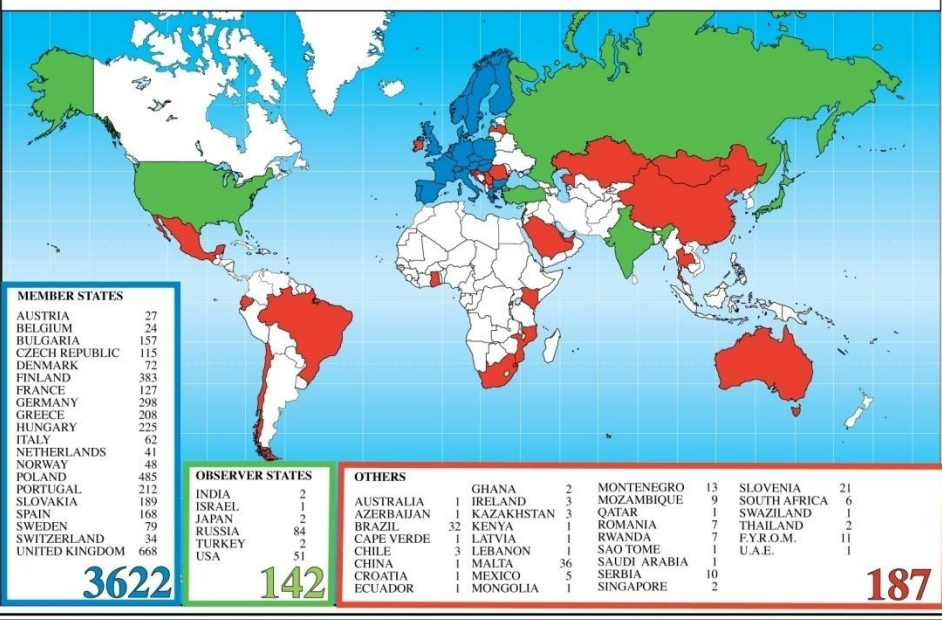 MEMBER STATES
AUSTRIA 27
BELGIUM 24
BULGARIA 157
CZECH REPUBLIC 115
DENMARK 72
FINLAND 383
FRANCE 127
GERMANY 298
GREECE 208
HUNGARY 225
ITALY 62
NETHERLANDS 41
NORWAY 48
POLAND 485
PORTUGAL 212
SLOVAKIA 189
SPAIN 168
SWEDEN 79
SWITZERLAND 34
UNITED KINGDOM 668
3622
OBSERVER STATES
INDIA 2
ISRAEL 1
JAPAN 2
RUSSIA 84
TURKEY 2
USA 51
142
OTHERS
AUSTRALIA 1
AZERBAIJAN 1
BRAZIL 32
CAPE VERDE 1
CHILE 3
CHINA 1
CROATIA 1
ECUADOR 1
GHANA 2
IRELAND 3
KAZAKHSTAN 3
KENYA 1
LATVIA 1
LEBANON 1
MALTA 36
MEXICO 5
MONGOLIA 1
MONTENEGRO 13
MOZAMBIQUE 9
QATAR 1
ROMANIA 7
RWANDA 7
SAO TOME 1
SAUDI ARABIA 1
SERBIA 10
SINGAPORE 2
SLOVENIA 21
SOUTH AFRICA 6
SWAZILAND 1
THAILAND 2
F.Y.R.O.M. 11
U.A.E. 1
187